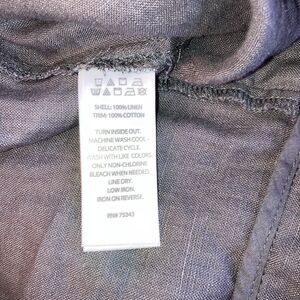 SHELL: 100% LINEN
TRIM: 100% COTTON
TURN INSIDE OUT.
MACHINE WASH COOL -
DELICATE CYCLE.
WASH WITH LIKE COLORS.
ONLY NON-CHLORINE
BLEACH WHEN NEEDED.
LINE DRY.
LOW IRON.
IRON ON REVERSE.
RN# 75243